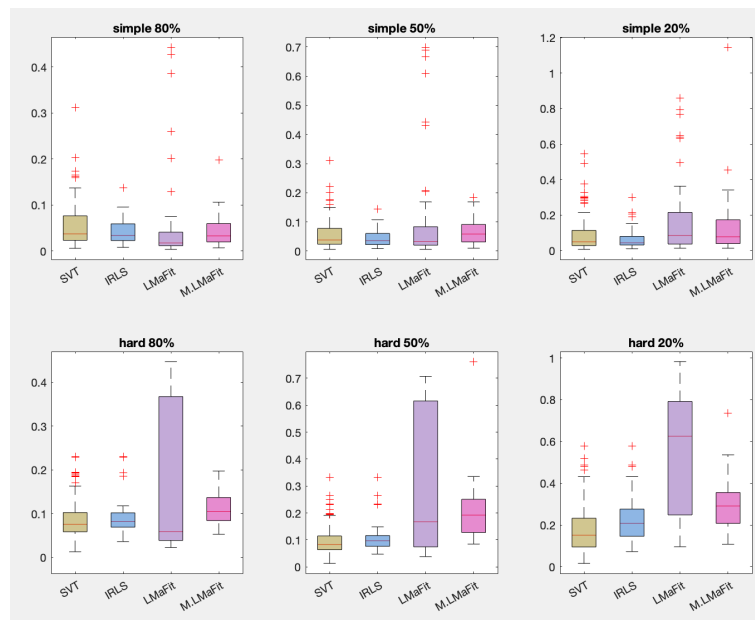 simple 80%
simple 50%
simple 20%
0.4
0.3
0.2
0.1
0
SVT
IRLS
LMaFit
M.LMaFit
0.7
0.6
0.5
0.4
0.3
0.2
0.1
0
SVT
IRLS
LMaFit
M.LMaFit
1.2
1
0.8
0.6
0.4
0.2
0
SVT
IRLS
LMaFit
M.LMaFit
hard 80%
hard 50%
hard 20%
0.4
0.3
0.2
0.1
0
SVT
IRLS
LMaFit
M.LMaFit
0.7
0.6
0.5
0.4
0.3
0.2
0.1
0
SVT
IRLS
LMaFit
M.LMaFit
1
0.8
0.6
0.4
0.2
0
SVT
IRLS
LMaFit
M.LMaFit